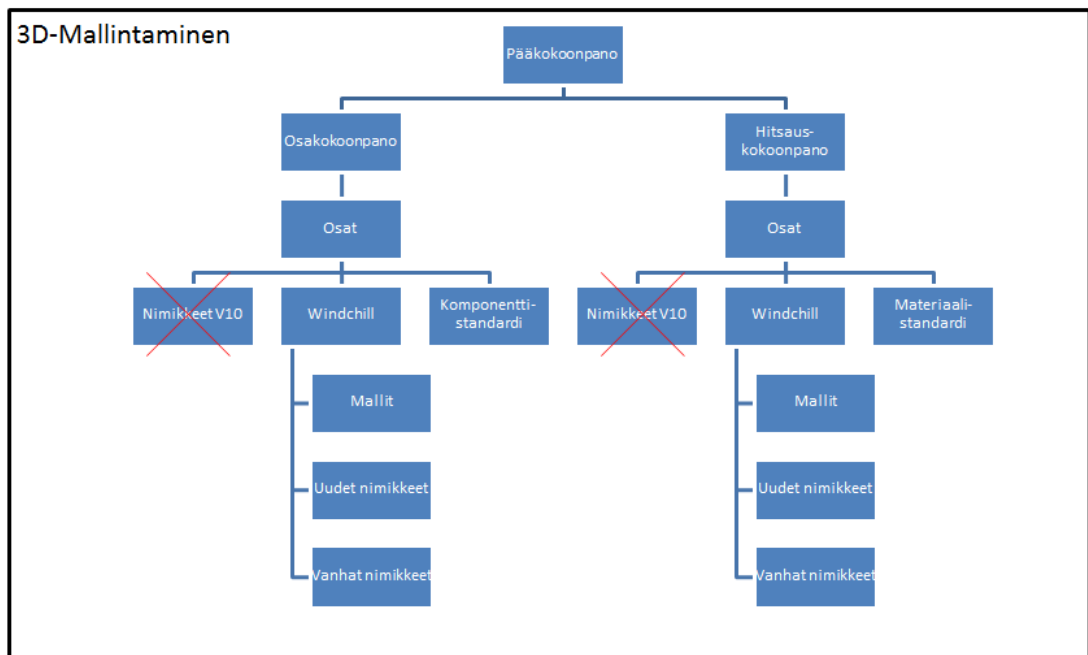 3D-Mallintaminen
Pääkokoonpano
Osakokoonpano
Hitsaus-
kokoonpano
Osat
Osat
Nimikkeet V10
Windchill
Komponentti-
standardi
Nimikkeet V10
Windchill
Materiaali-
standardi
Mallit
Mallit
Uudet nimikkeet
Uudet nimikkeet
Vanhat nimikkeet
Vanhat nimikkeet